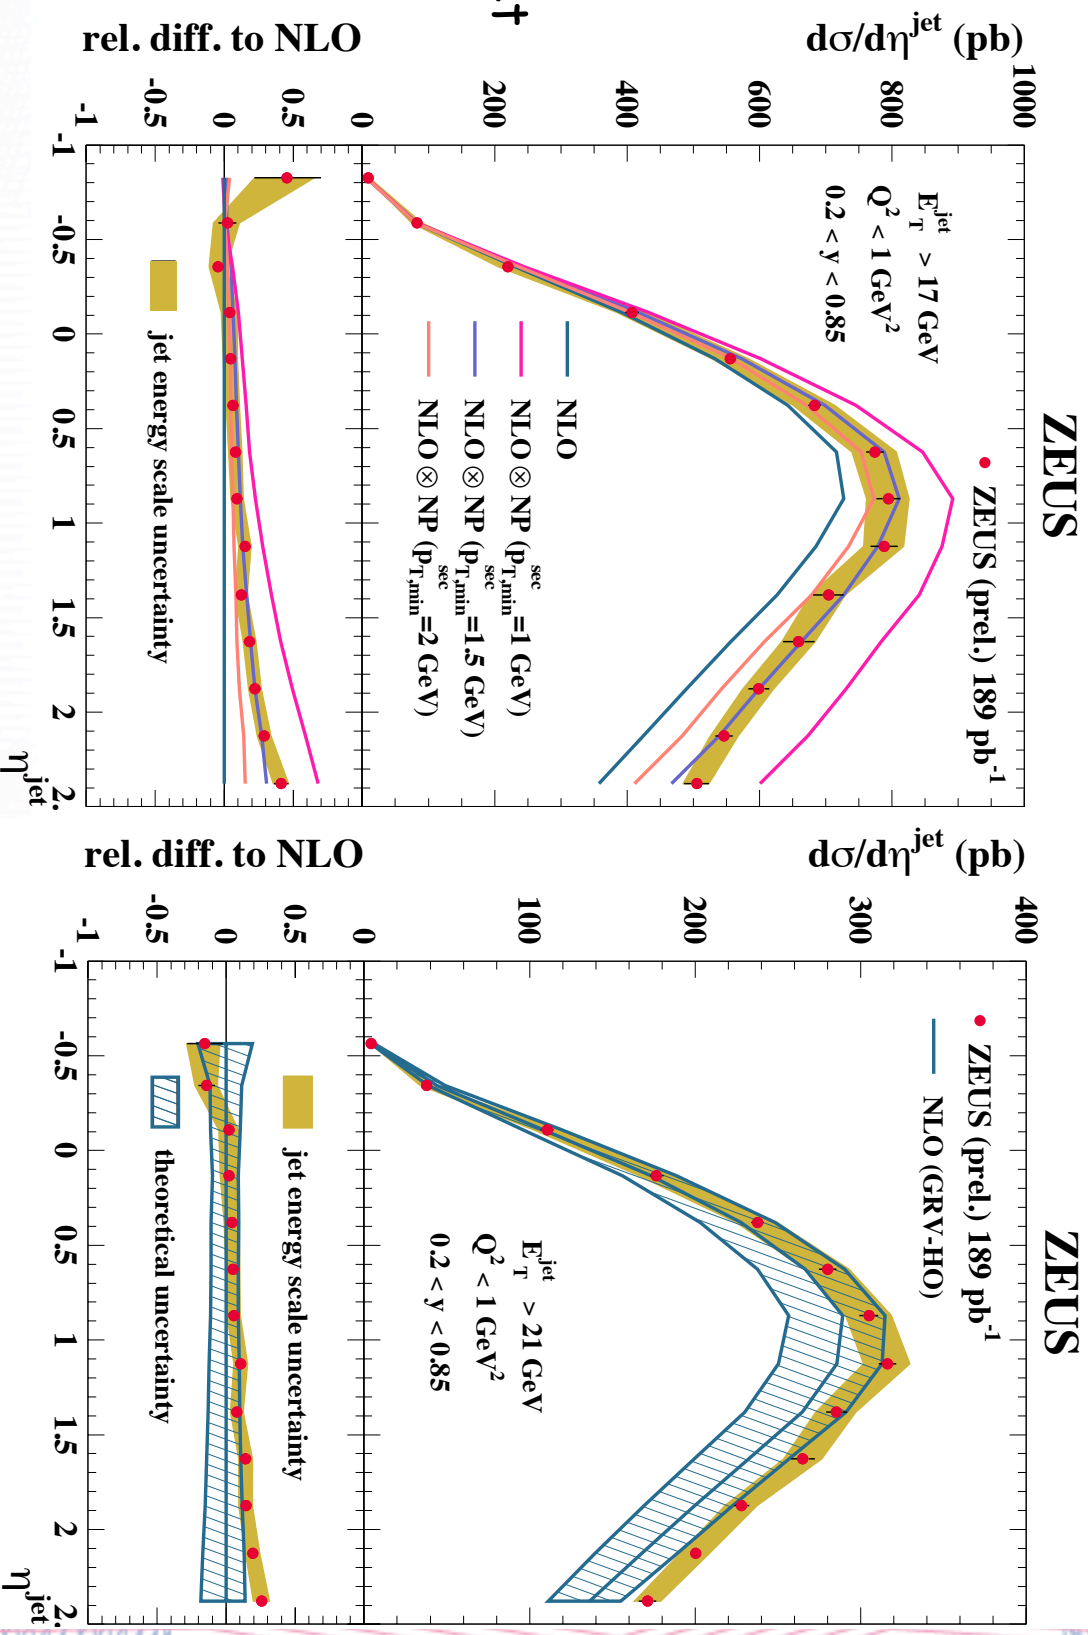 ZEUS
dσ/dη^jet (pb)
1000
800
600
400
200
0
E_T^jet > 17 GeV
Q^2 < 1 GeV^2
0.2 < y < 0.85
ZEUS (prel.) 189 pb^-1
NLO
NLO ⊗ NP (p_T,min^sec=1 GeV)
NLO ⊗ NP (p_T,min^sec=1.5 GeV)
NLO ⊗ NP (p_T,min^sec=2 GeV)
rel. diff. to NLO
0.5
0
-0.5
-1
jet energy scale uncertainty
-1
-0.5
0
0.5
1
1.5
2
2.
η^jet
ZEUS
dσ/dη^jet (pb)
400
300
200
100
0
ZEUS (prel.) 189 pb^-1
NLO (GRV-HO)
E_T^jet > 21 GeV
Q^2 < 1 GeV^2
0.2 < y < 0.85
rel. diff. to NLO
0.5
0
-0.5
-1
jet energy scale uncertainty
theoretical uncertainty
-1
-0.5
0
0.5
1
1.5
2
2.
η^jet